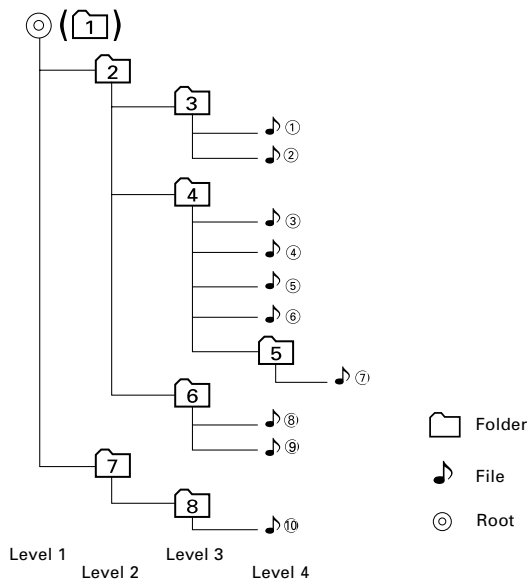 (1)
2
3
①
②
4
③
④
⑤
⑥
5
⑦
6
⑧
⑨
7
8
⑩
Folder
File
Root
Level 1
Level 2
Level 3
Level 4